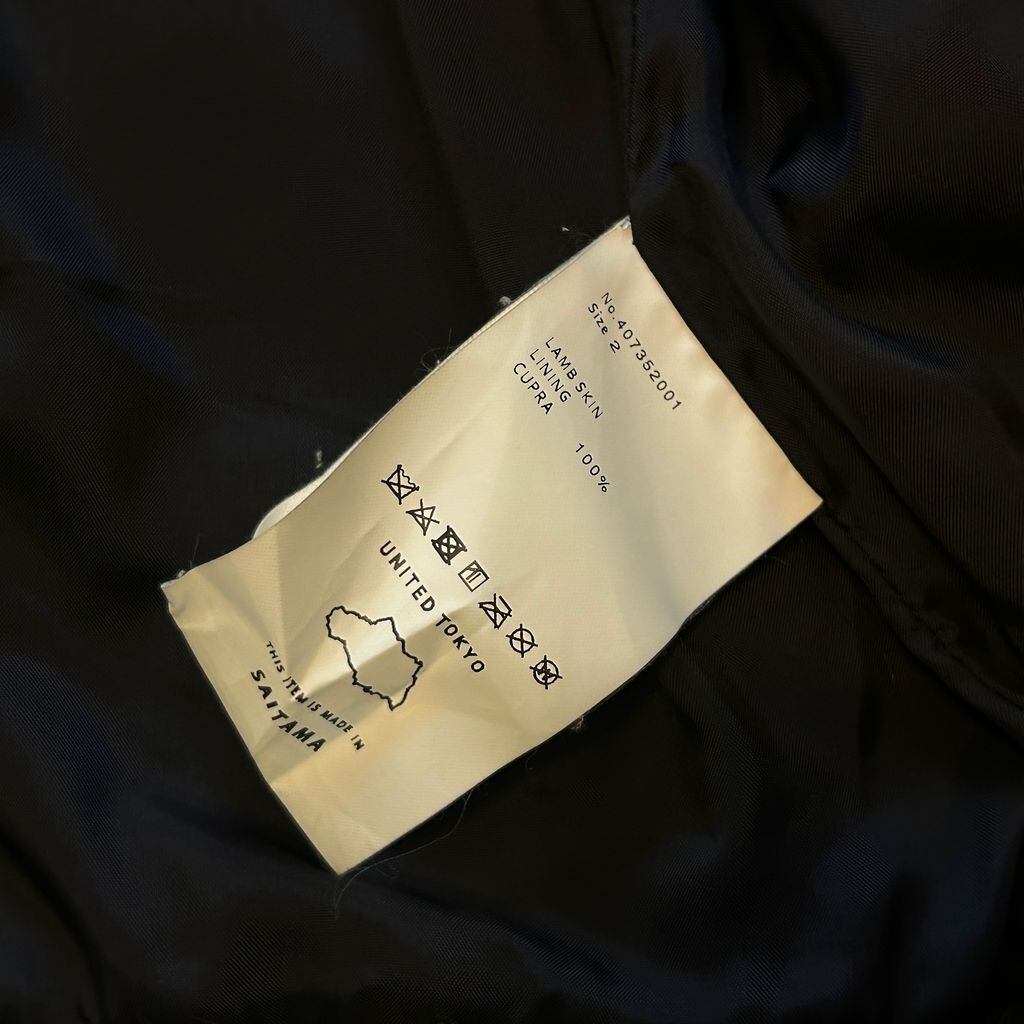 No.407352001
Size 2
LAMB SKIN
LINING 100%
CUPRA
UNITED TOKYO
THIS ITEM IS MADE IN
SAITAMA